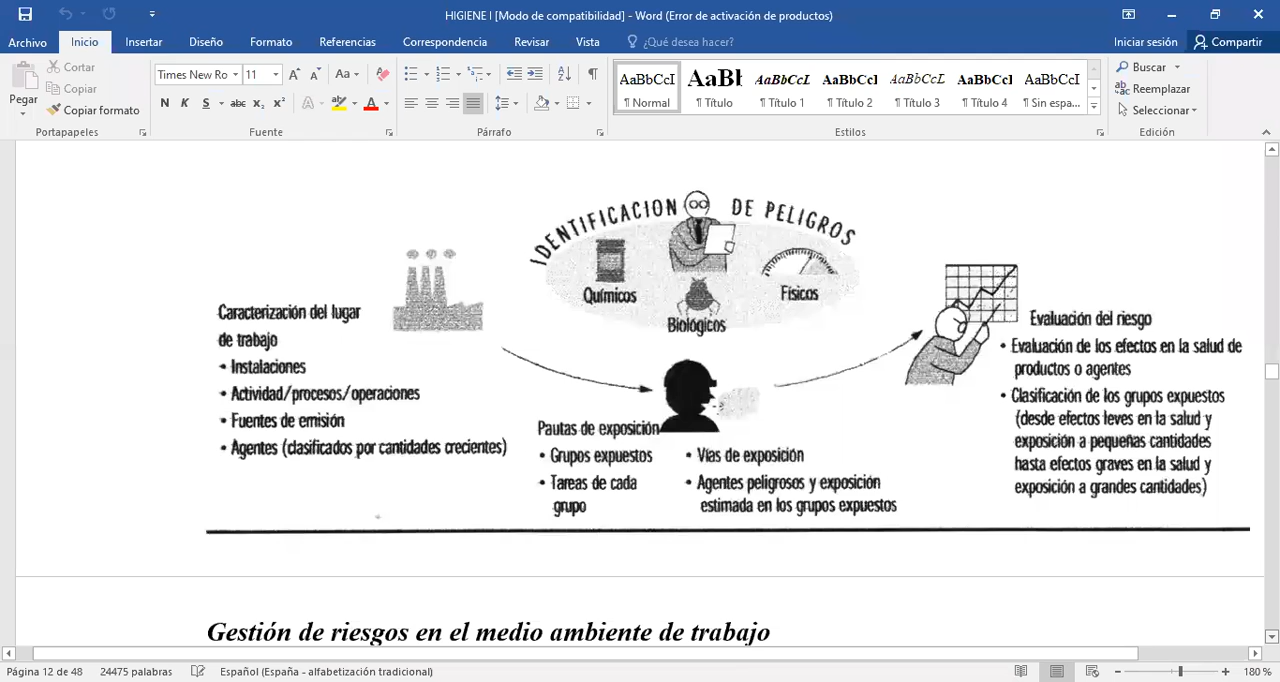 HIGIENE I [Modo de compatibilidad] - Word (Error de activación de productos)
Archivo Inicio Insertar Diseño Formato Referencias Correspondencia Revisar Vista ¿Qué desea hacer? Iniciar sesión Compartir
Pegar
Cortar
Copiar
Copiar formato
Portapapeles
Times New Ro 11
N K S abc x₂ x²
Aa
A
Fuente
Párrafo
AaBbCcI AaBbI AaBbCcL AaBbCcI AaBbCcL AaBbCcI AaBbCcI
¶ Normal ¶ Título ¶ Título 1 ¶ Título 2 ¶ Título 3 ¶ Título 4 ¶ Sin espa...
Estilos
Buscar
Reemplazar
Seleccionar
Edición
IDENTIFICACION DE PELIGROS
Químicos
Biológicos
Físicos
Caracterización del lugar
de trabajo
• Instalaciones
• Actividad/procesos/operaciones
• Fuentes de emisión
• Agentes (clasificados por cantidades crecientes)
Pautas de exposición
• Grupos expuestos
• Tareas de cada
grupo
• Vías de exposición
• Agentes peligrosos y exposición
estimada en los grupos expuestos
Evaluación del riesgo
• Evaluación de los efectos en la salud de
productos o agentes
• Clasificación de los grupos expuestos
(desde efectos leves en la salud y
exposición a pequeñas cantidades
hasta efectos graves en la salud y
exposición a grandes cantidades)
Gestión de riesgos en el medio ambiente de trabajo
Página 12 de 48 24475 palabras Español (España - alfabetización tradicional) 180 %